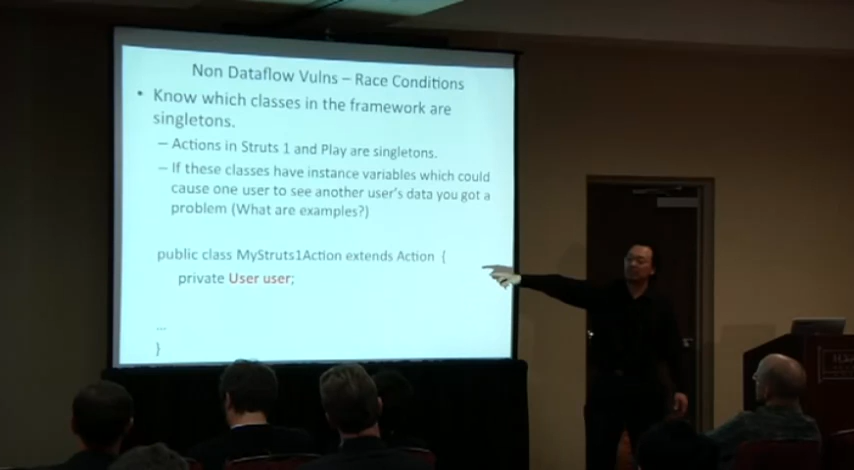 Non Dataflow Vulns – Race Conditions
• Know which classes in the framework are
singletons.
– Actions in Struts 1 and Play are singletons.
– If these classes have instance variables which could
cause one user to see another user's data you got a
problem (What are examples?)
public class MyStruts1Action extends Action {
private User user;
...
}